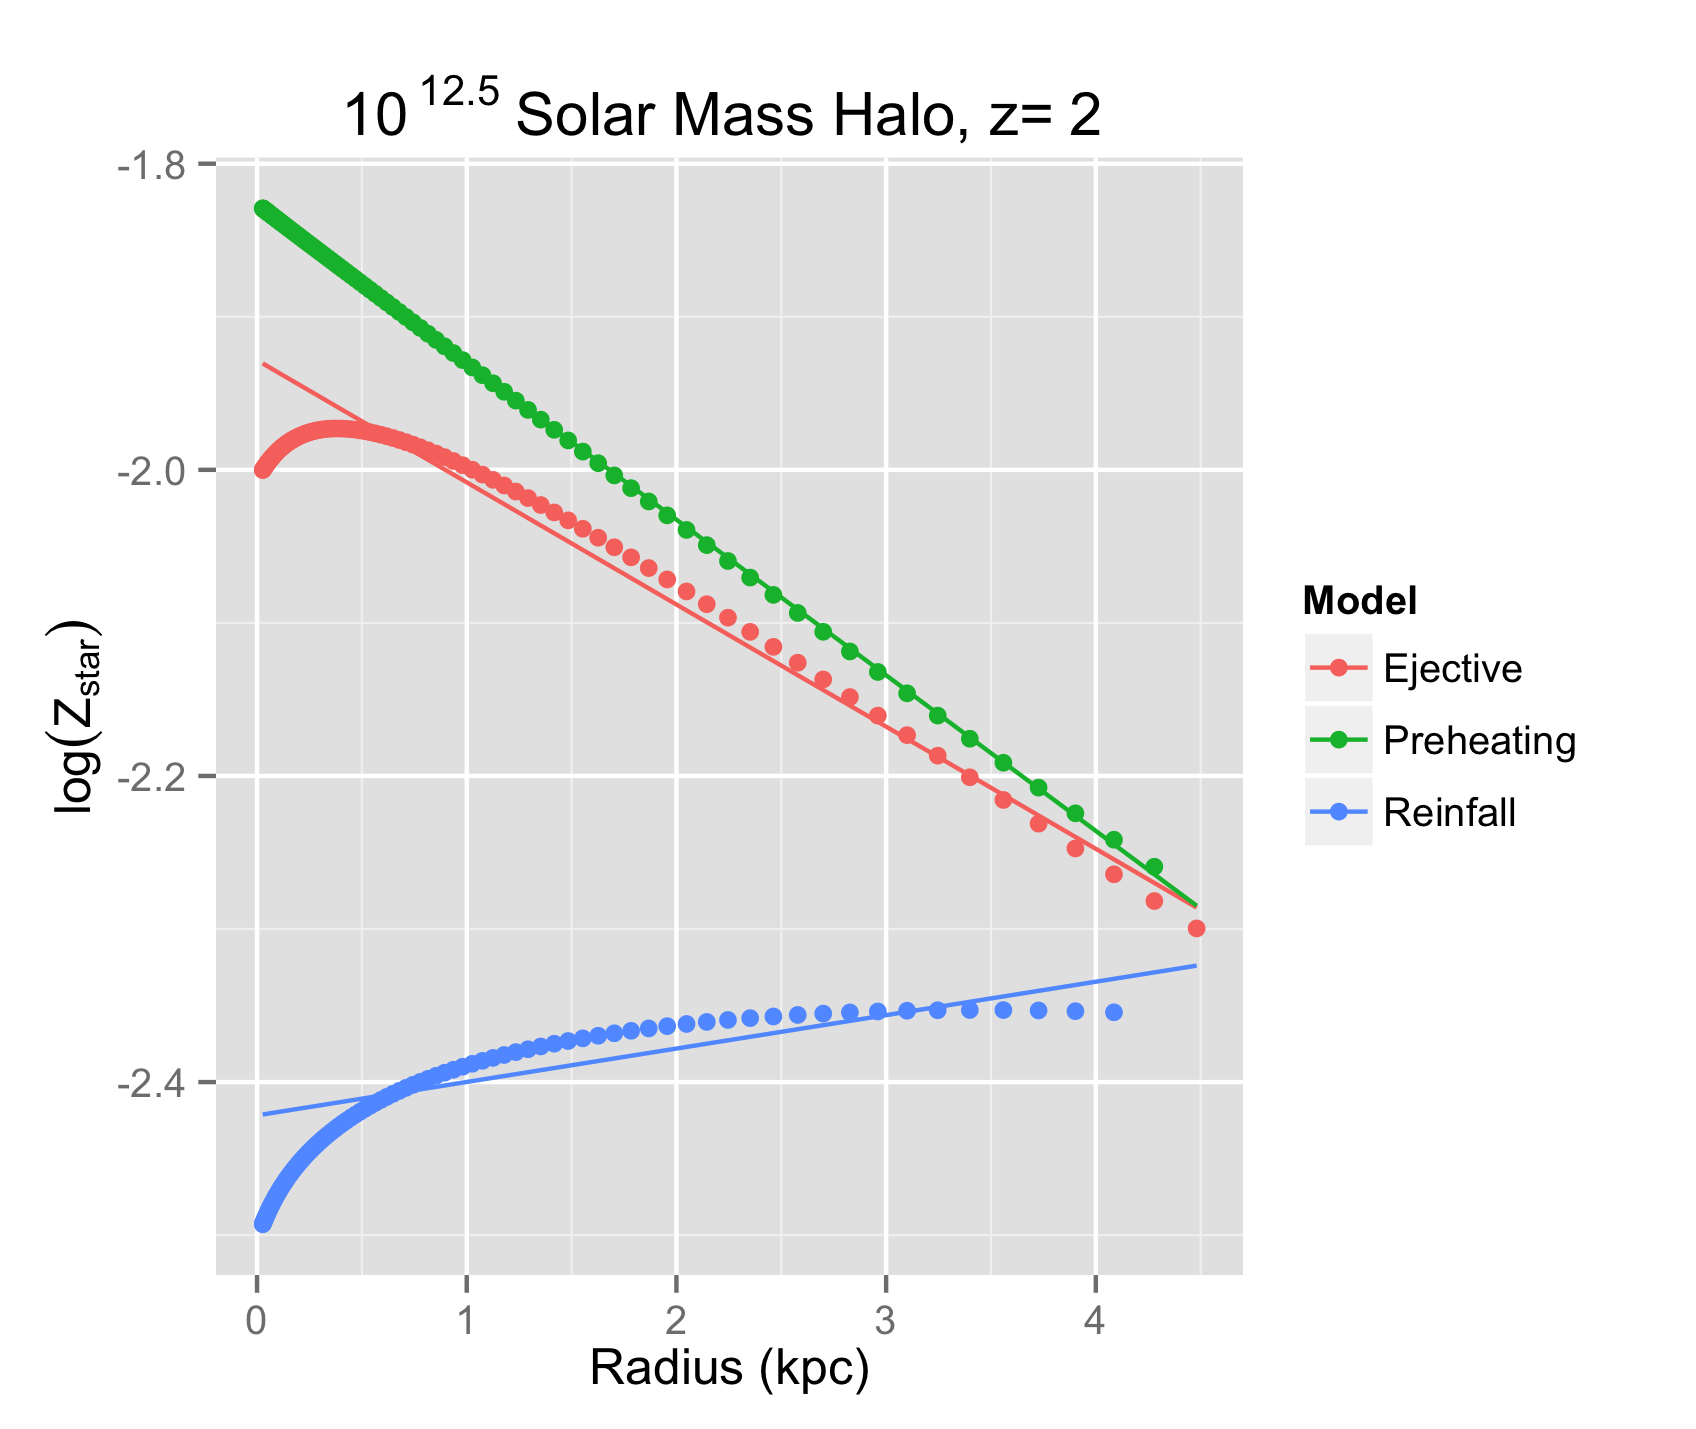 10^12.5 Solar Mass Halo, z= 2
-1.8
-2.0
-2.2
-2.4
log(Z_star)
0 1 2 3 4
Radius (kpc)
Model
Ejective
Preheating
Reinfall